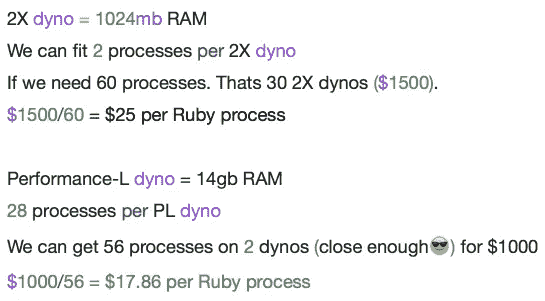 2X dyno = 1024mb RAM
We can fit 2 processes per 2X dyno
If we need 60 processes. Thats 30 2X dynos ($1500).
$1500/60 = $25 per Ruby process
Performance-L dyno = 14gb RAM
28 processes per PL dyno
We can get 56 processes on 2 dynos (close enough😎) for $1000
$1000/56 = $17.86 per Ruby process